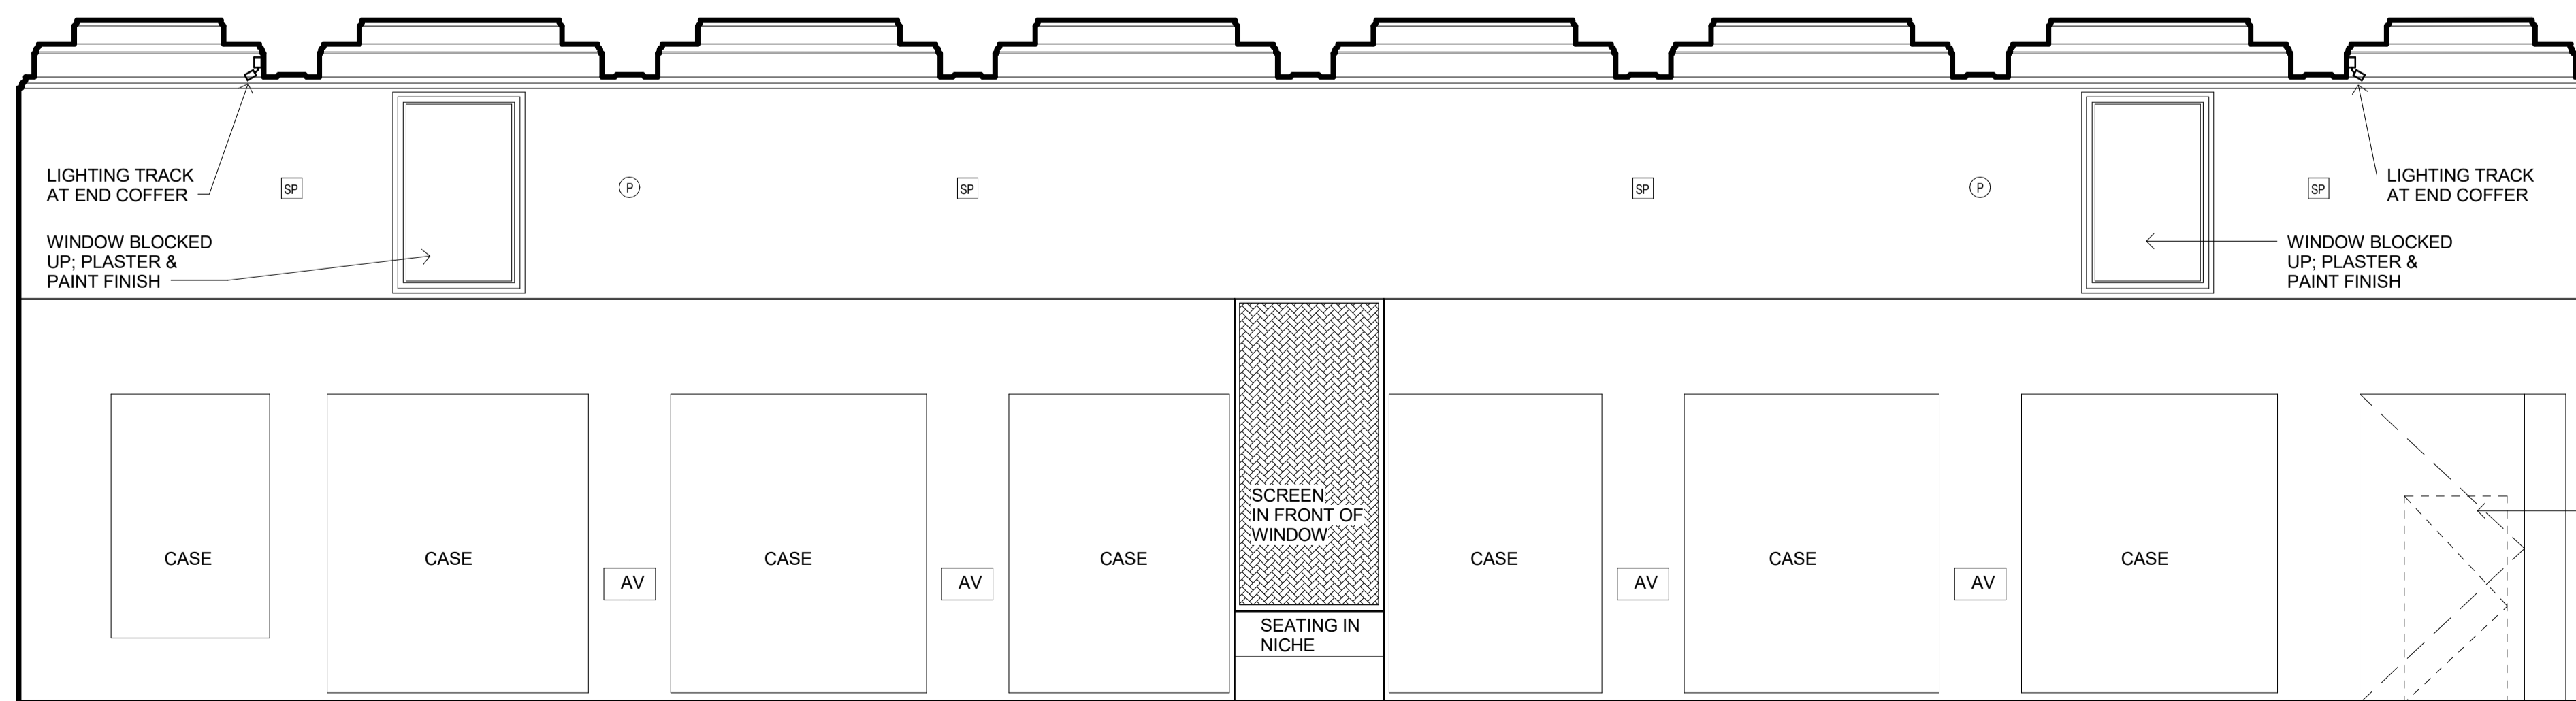 LIGHTING TRACK
AT END COFFER
SP
P
SP
SP
P
SP
LIGHTING TRACK
AT END COFFER
WINDOW BLOCKED
UP; PLASTER &
PAINT FINISH
WINDOW BLOCKED
UP; PLASTER &
PAINT FINISH
CASE
CASE
AV
CASE
AV
CASE
SCREEN
IN FRONT OF
WINDOW
SEATING IN
NICHE
CASE
AV
CASE
AV
CASE